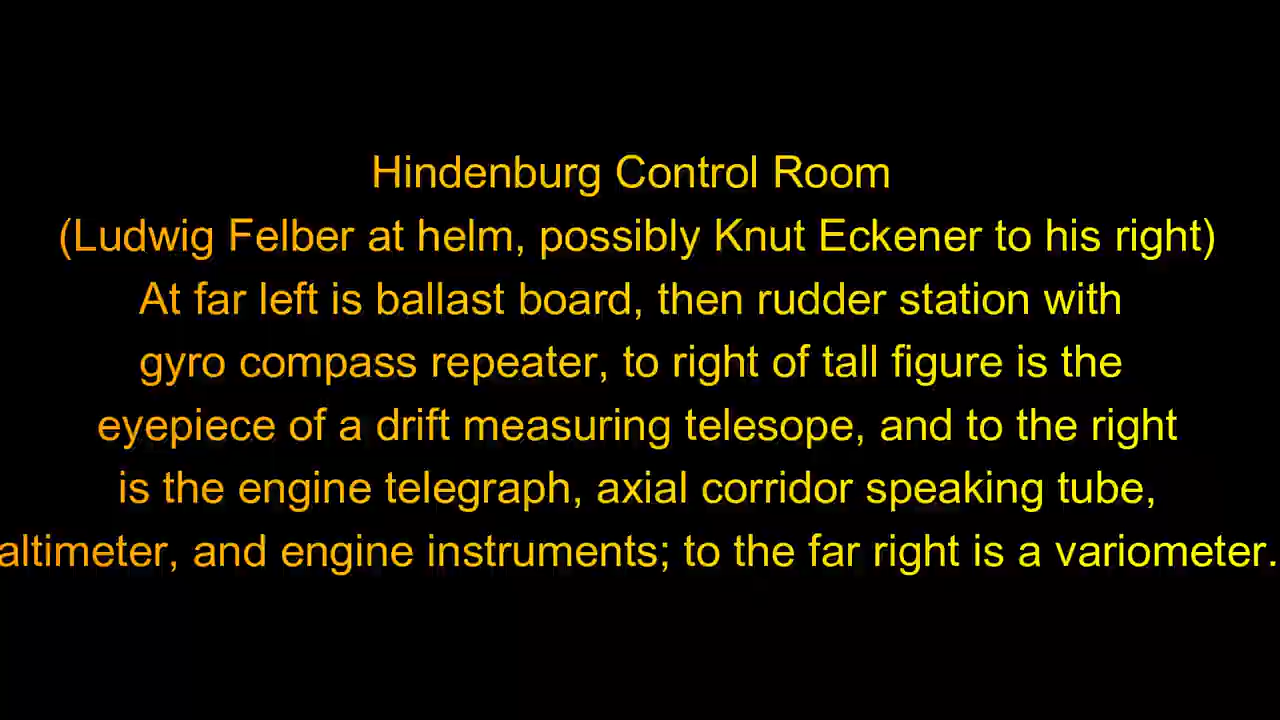 Hindenburg Control Room
(Ludwig Felber at helm, possibly Knut Eckener to his right)
At far left is ballast board, then rudder station with
gyro compass repeater, to right of tall figure is the
eyepiece of a drift measuring telesope, and to the right
is the engine telegraph, axial corridor speaking tube,
altimeter, and engine instruments; to the far right is a variometer.